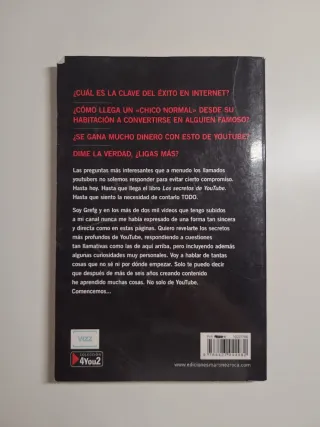 ¿CUÁL ES LA CLAVE DEL ÉXITO EN INTERNET?
¿CÓMO LLEGA UN «CHICO NORMAL» DESDE SU
HABITACIÓN A CONVERTIRSE EN ALGUIEN FAMOSO?
¿SE GANA MUCHO DINERO CON ESTO DE YOUTUBE?
DIME LA VERDAD, ¿LIGAS MÁS?
Las preguntas más interesantes que a menudo los llamados
youtubers no solemos responder para evitar cierto compromiso.
Hasta hoy. Hasta que llega el libro Los secretos de YouTube.
Hasta que siento la necesidad de contarlo TODO.
Soy Grefg y en los más de dos mil vídeos que tengo subidos
a mi canal nunca me había expresado de una forma tan sincera
y directa como en estas páginas. Quiero revelarte los secretos
más profundos de YouTube, respondiendo a cuestiones
tan llamativas como las de aquí arriba, pero incluyendo además
algunas curiosidades muy personales. Voy a hablar de tantas
cosas que no sé ni por dónde empezar. Solo te puedo decir
que después de más de seis años creando contenido
he aprendido muchas cosas. No solo de YouTube.
Comencemos...
VIZZ
4You2